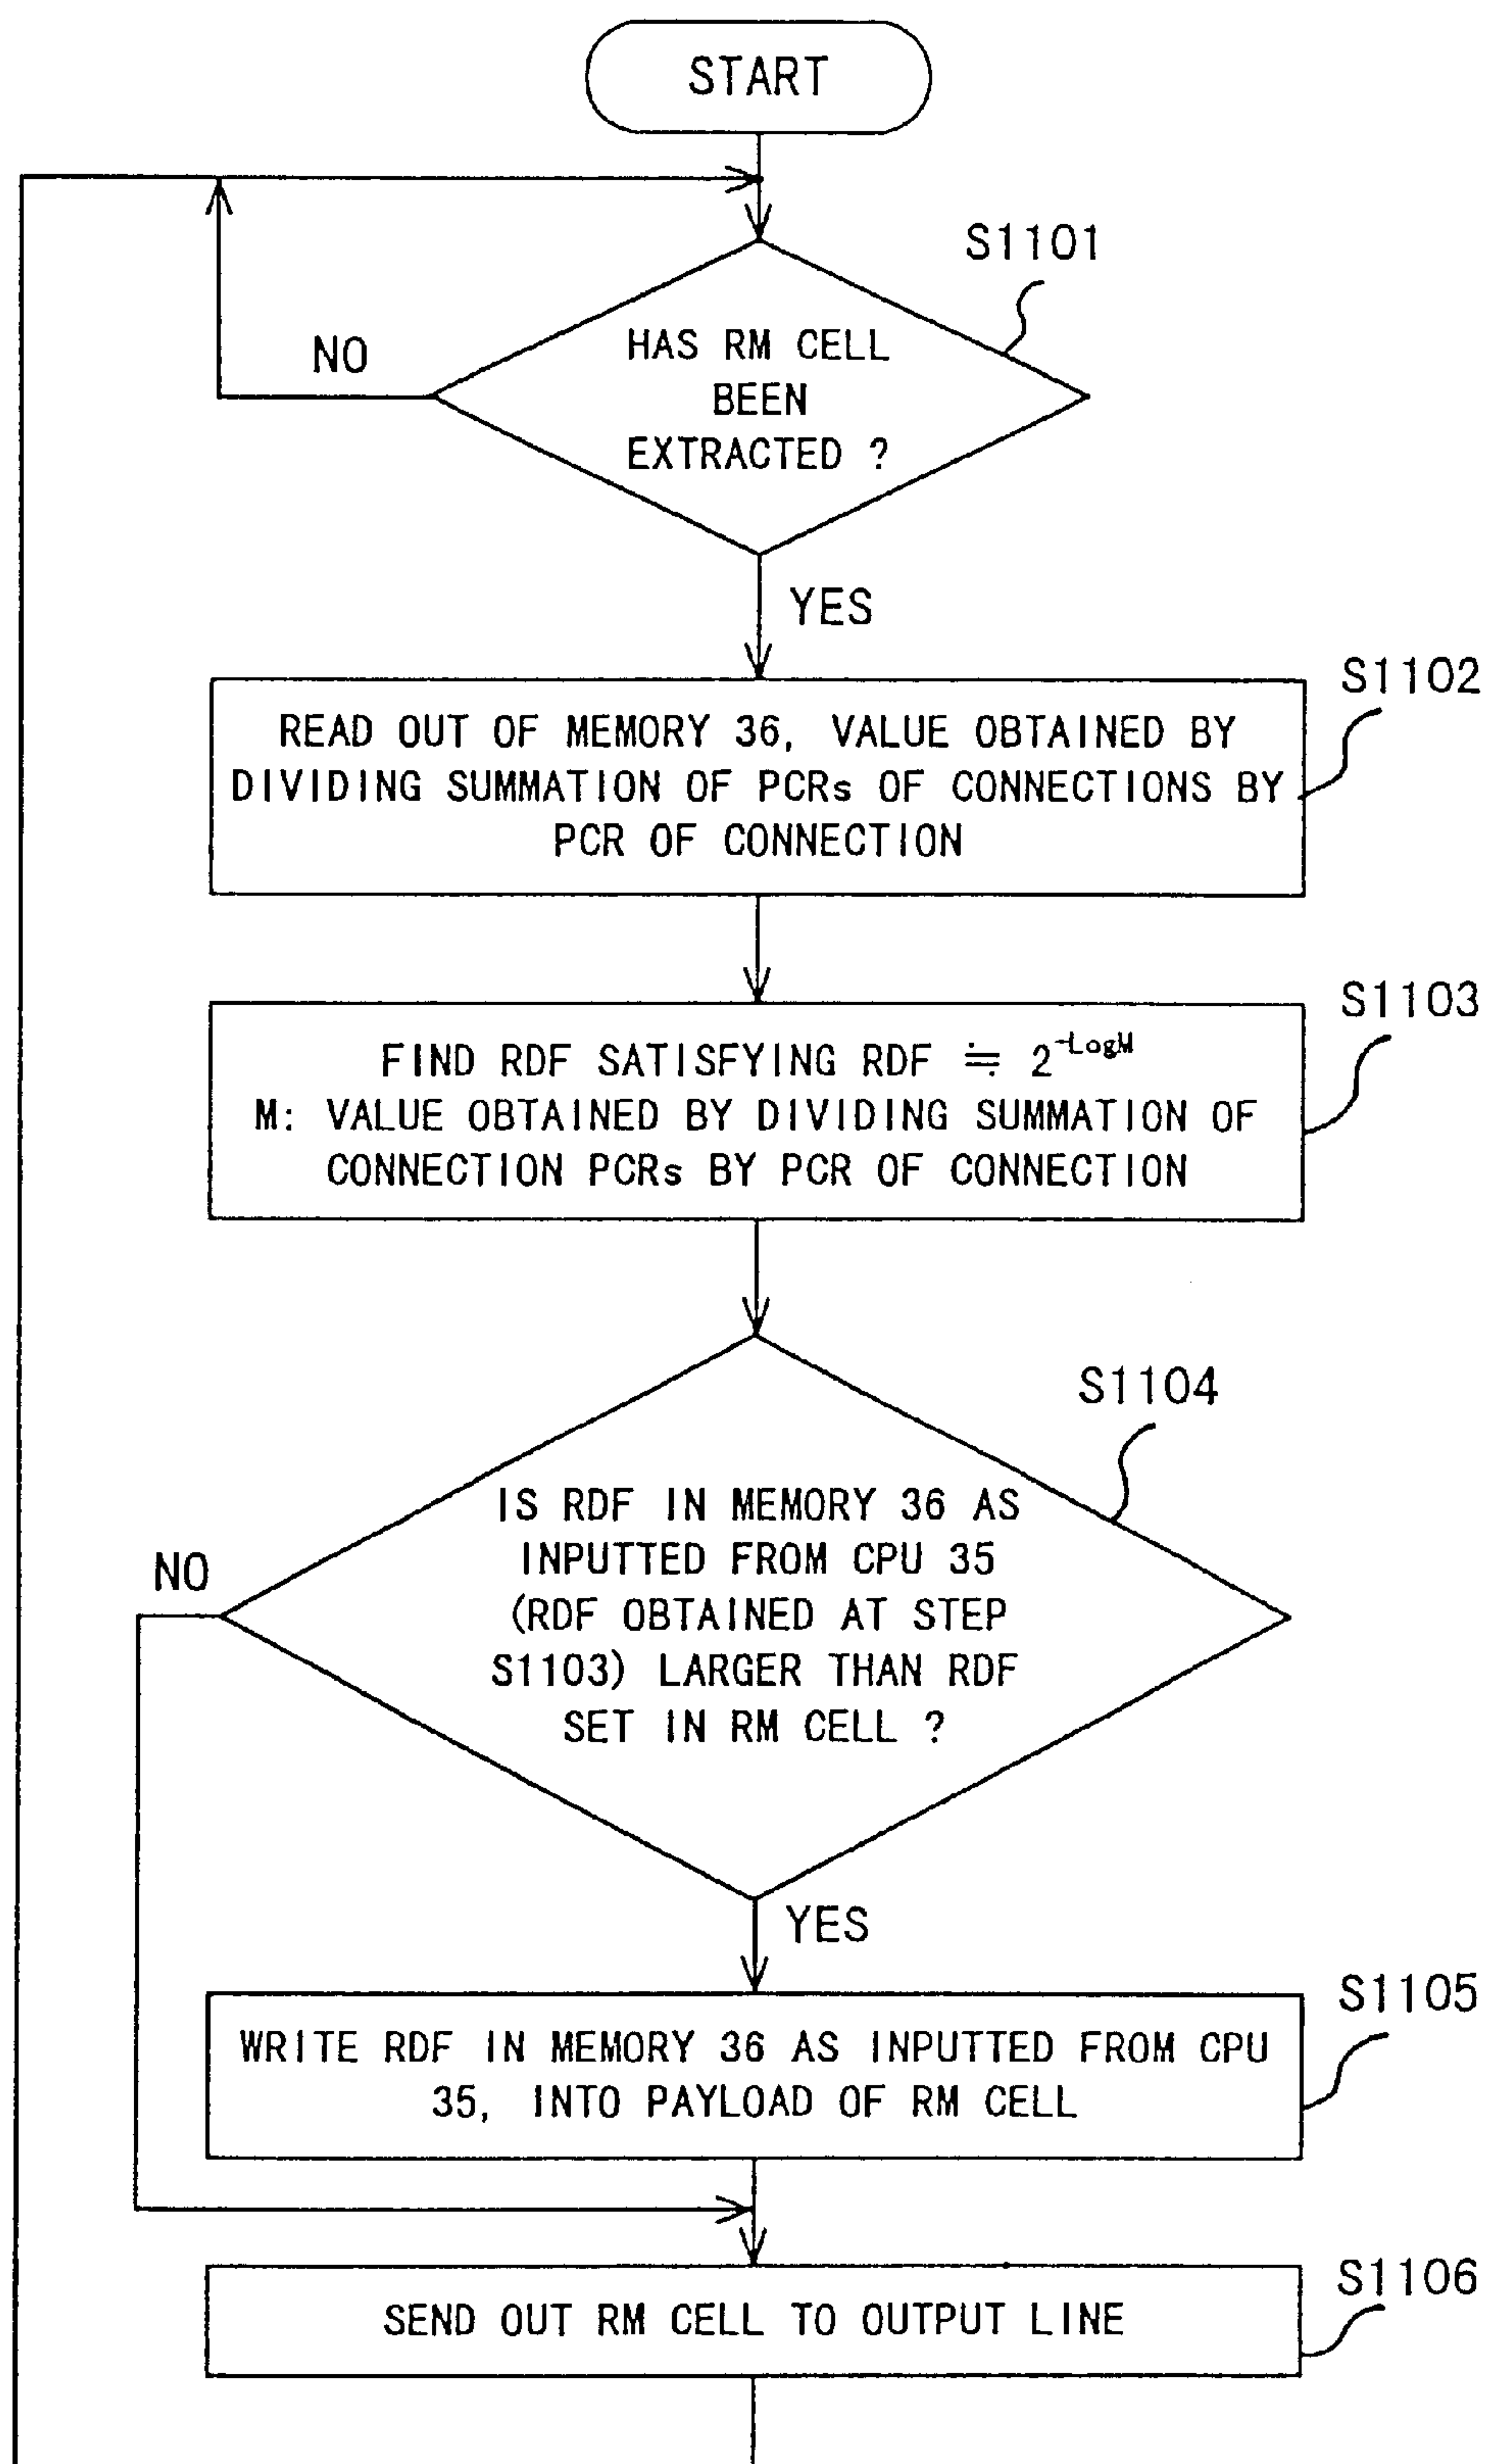 START
S1101
HAS RM CELL
BEEN
EXTRACTED ?
NO
YES
S1102
READ OUT OF MEMORY 36, VALUE OBTAINED BY
DIVIDING SUMMATION OF PCRs OF CONNECTIONS BY
PCR OF CONNECTION
S1103
FIND RDF SATISFYING RDF ≒ 2^-LogM
M: VALUE OBTAINED BY DIVIDING SUMMATION OF
CONNECTION PCRs BY PCR OF CONNECTION
S1104
IS RDF IN MEMORY 36 AS
INPUTTED FROM CPU 35
(RDF OBTAINED AT STEP
S1103) LARGER THAN RDF
SET IN RM CELL ?
NO
YES
S1105
WRITE RDF IN MEMORY 36 AS INPUTTED FROM CPU
35, INTO PAYLOAD OF RM CELL
S1106
SEND OUT RM CELL TO OUTPUT LINE